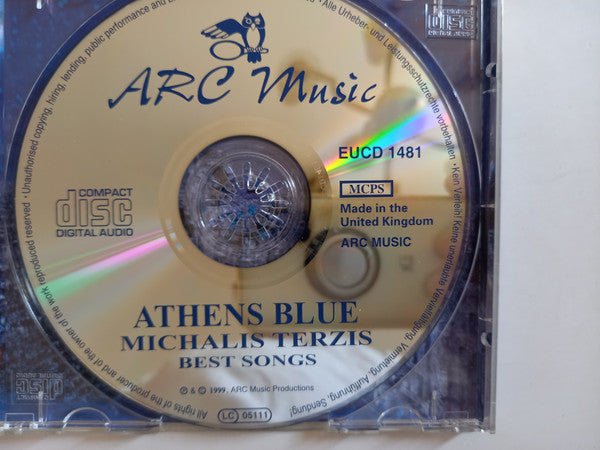 ARC Music
EUCD 1481
MCPS
Made in the
United Kingdom
ARC MUSIC
COMPACT
disc
DIGITAL AUDIO
ATHENS BLUE
MICHALIS TERZIS
BEST SONGS
℗ & © 1999, ARC Music Productions
LC 05111
All rights of the producer and of the owner of the work reproduced reserved • Unauthorised copying, hiring, lending, public performance and
• Alle Urheber- und Leistungsschutzrechte vorbehalten • Kein Verleih! Keine unerlaubte Vervielfältigung, Vermietung, Aufführung, Sendung!
disc